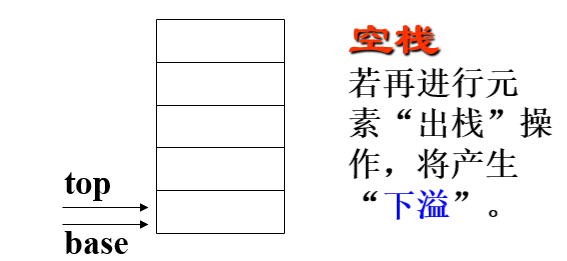 空栈
若再进行元
素“出栈”操
作，将产生
“下溢”。
top
base